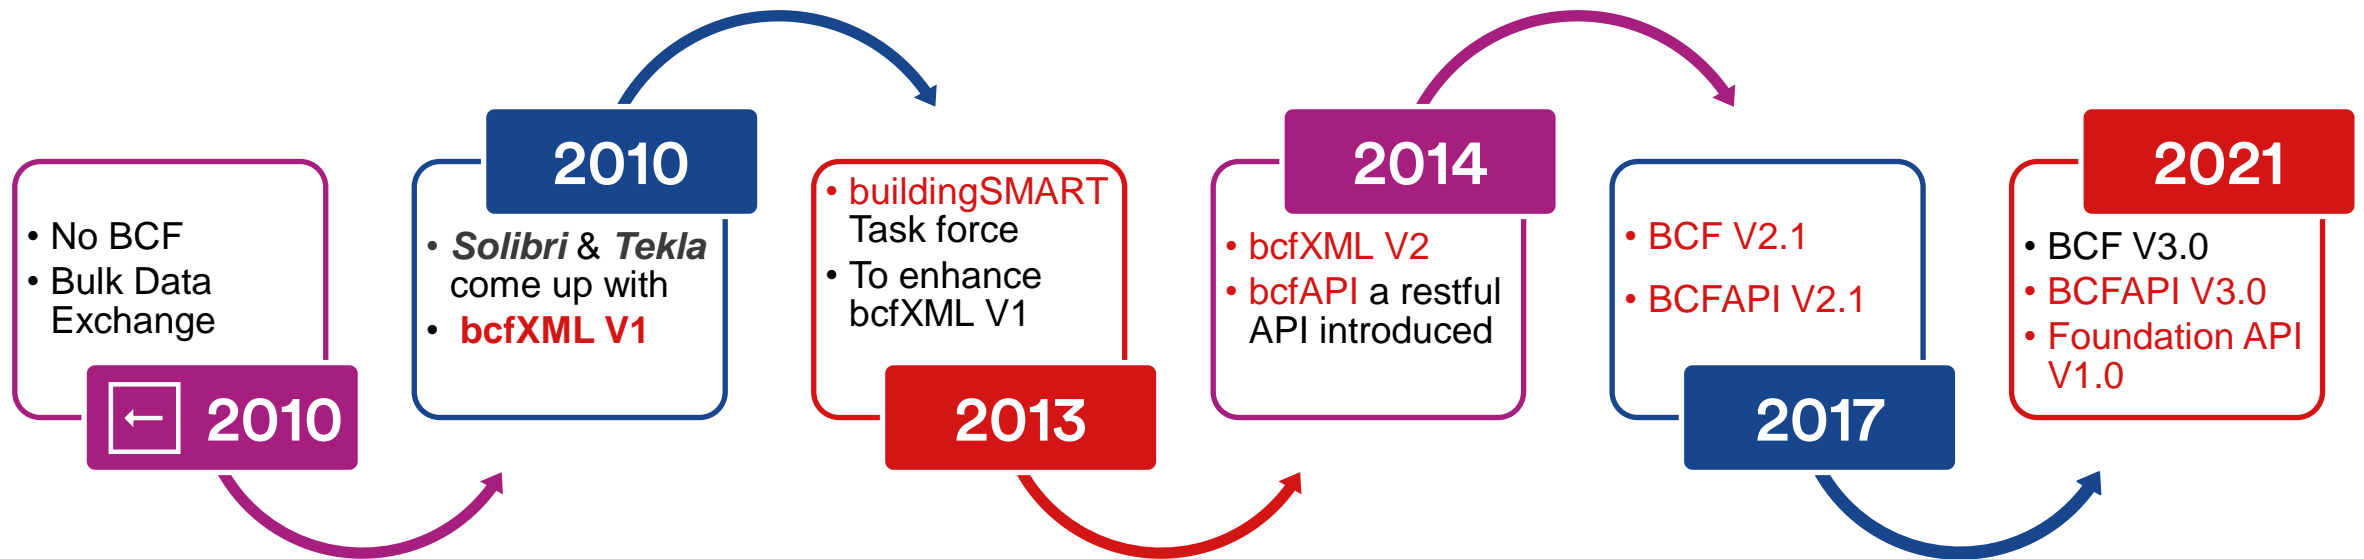 • No BCF
• Bulk Data
Exchange
← 2010
2010
• Solibri & Tekla
come up with
• bcfXML V1
• buildingSMART
Task force
• To enhance
bcfXML V1
2013
2014
• bcfXML V2
• bcfAPI a restful
API introduced
• BCF V2.1
• BCFAPI V2.1
2017
2021
• BCF V3.0
• BCFAPI V3.0
• Foundation API
V1.0